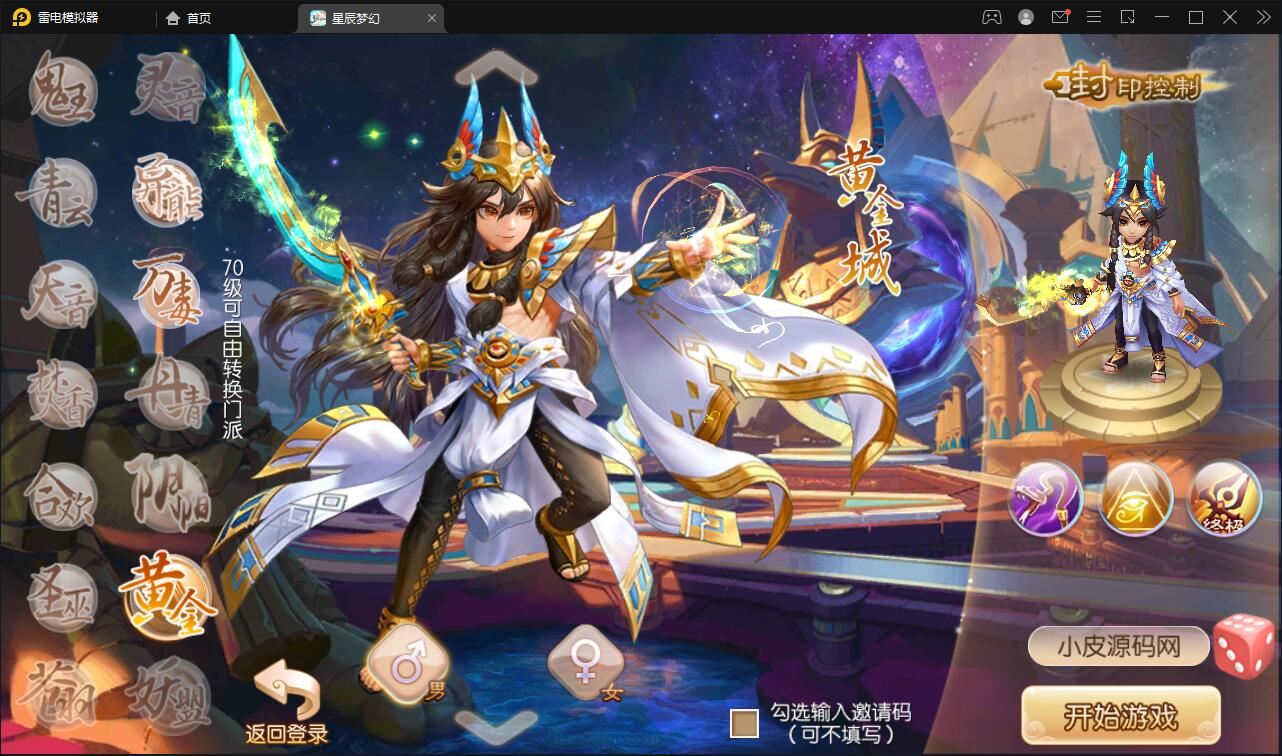 雷电模拟器
首页
星辰梦幻
鬼王
灵音
青云
异能
天音
万毒
焚香
丹青
合欢
阴阳
圣巫
黄金
苍羽
妖盟
70级可自由转换门派
黄金城
封印控制
终极
小皮源码网
开始游戏
男
女
返回登录
勾选输入邀请码
（可不填写）